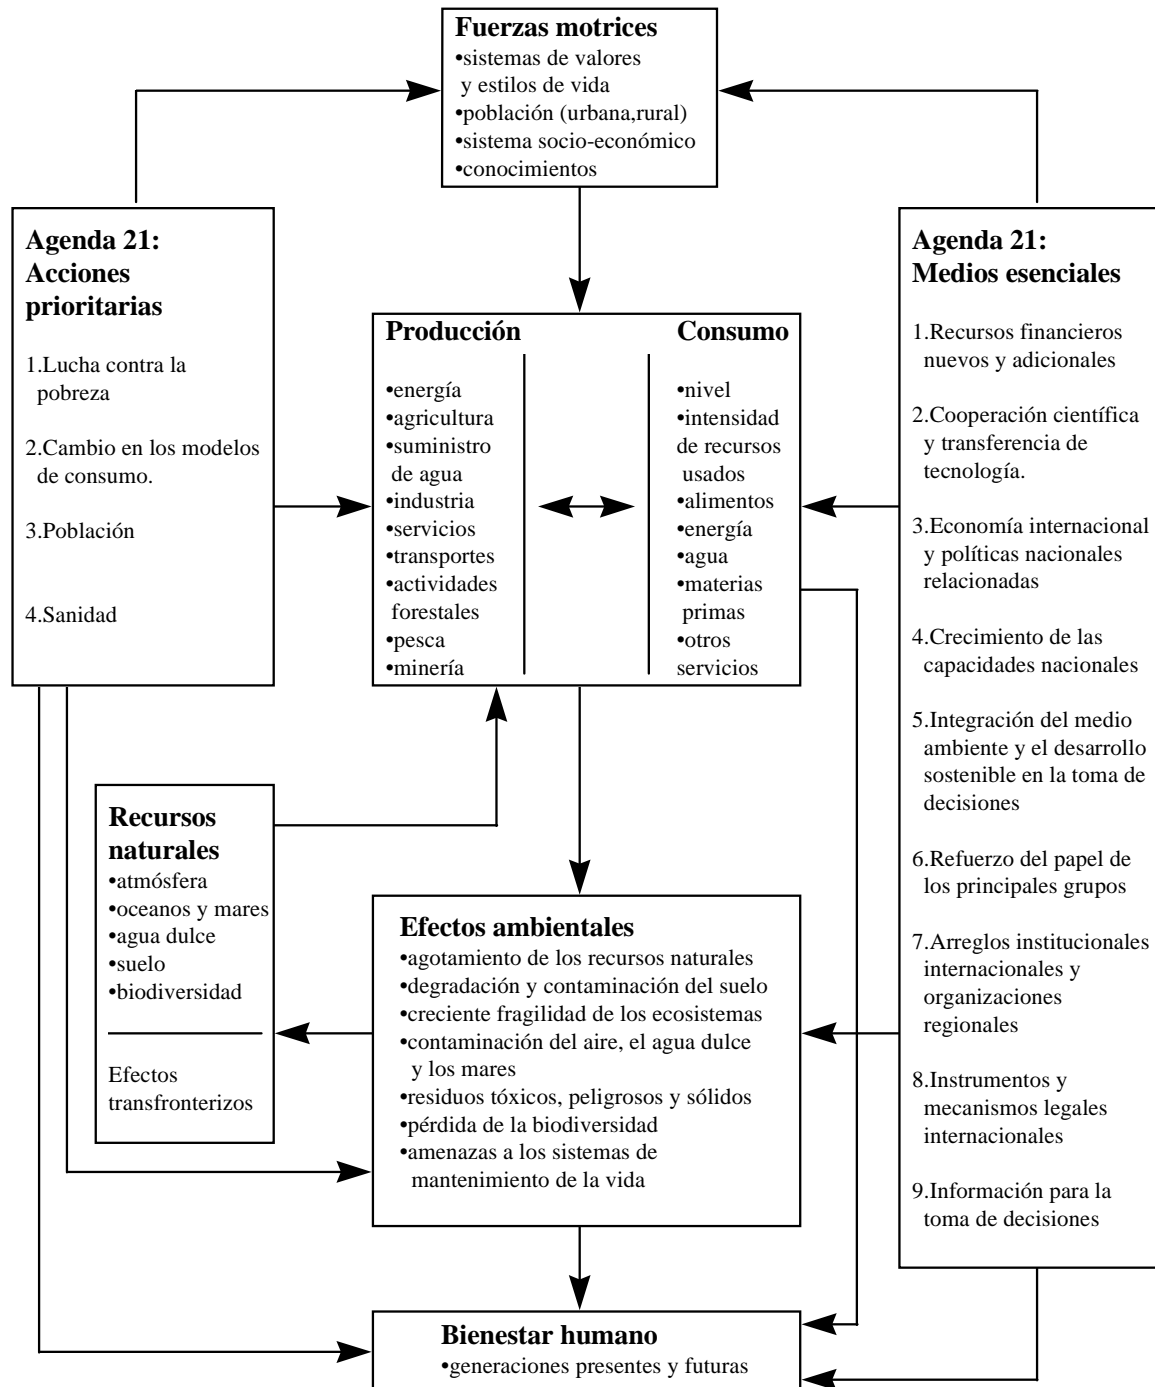 Fuerzas motrices
•sistemas de valores
y estilos de vida
•población (urbana,rural)
•sistema socio-económico
•conocimientos
Agenda 21:
Acciones
prioritarias
1.Lucha contra la
pobreza
2.Cambio en los modelos
de consumo.
3.Población
4.Sanidad
Producción
•energía
•agricultura
•suministro
de agua
•industria
•servicios
•transportes
•actividades
forestales
•pesca
•minería
Consumo
•nivel
•intensidad
de recursos
usados
•alimentos
•energía
•agua
•materias
primas
•otros
servicios
Agenda 21:
Medios esenciales
1.Recursos financieros
nuevos y adicionales
2.Cooperación científica
y transferencia de
tecnología.
3.Economía internacional
y políticas nacionales
relacionadas
4.Crecimiento de las
capacidades nacionales
5.Integración del medio
ambiente y el desarrollo
sostenible en la toma de
decisiones
6.Refuerzo del papel de
los principales grupos
7.Arreglos institucionales
internacionales y
organizaciones
regionales
8.Instrumentos y
mecanismos legales
internacionales
9.Información para la
toma de decisiones
Recursos
naturales
•atmósfera
•oceanos y mares
•agua dulce
•suelo
•biodiversidad
Efectos
transfronterizos
Efectos ambientales
•agotamiento de los recursos naturales
•degradación y contaminación del suelo
•creciente fragilidad de los ecosistemas
•contaminación del aire, el agua dulce
y los mares
•residuos tóxicos, peligrosos y sólidos
•pérdida de la biodiversidad
•amenazas a los sistemas de
mantenimiento de la vida
Bienestar humano
•generaciones presentes y futuras